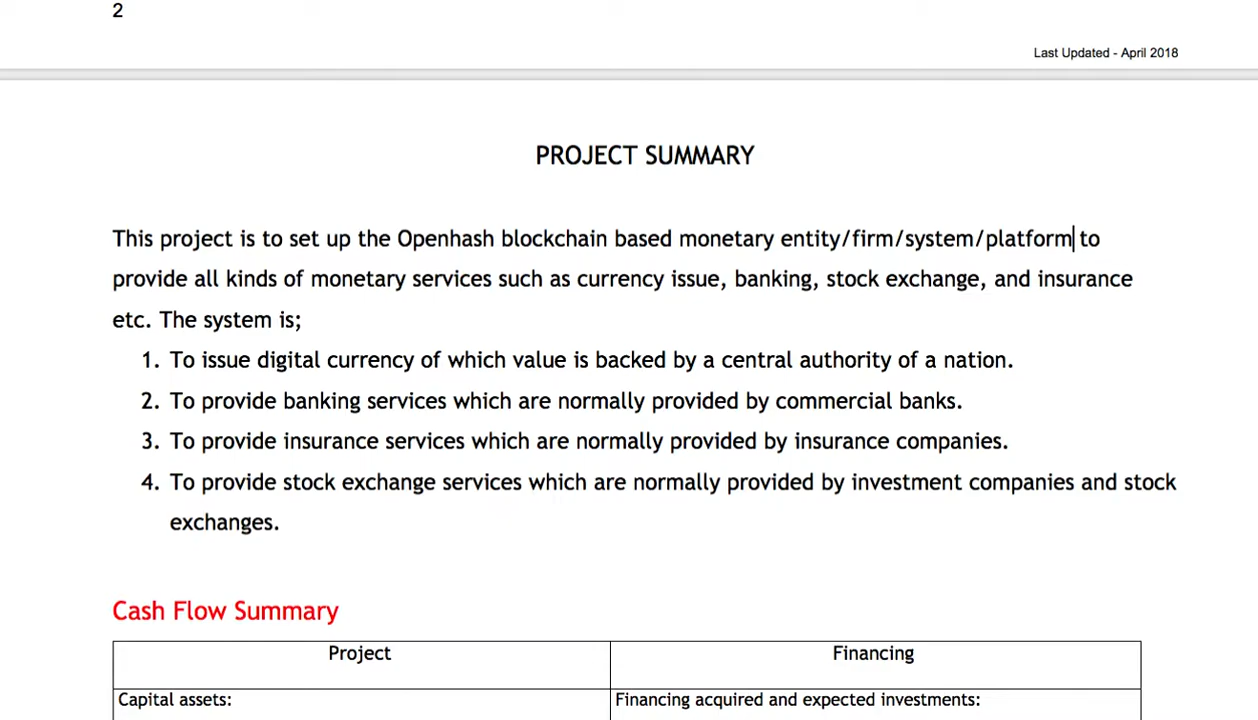 2
Last Updated - April 2018
PROJECT SUMMARY
This project is to set up the Openhash blockchain based monetary entity/firm/system/platform to
provide all kinds of monetary services such as currency issue, banking, stock exchange, and insurance
etc. The system is;
1. To issue digital currency of which value is backed by a central authority of a nation.
2. To provide banking services which are normally provided by commercial banks.
3. To provide insurance services which are normally provided by insurance companies.
4. To provide stock exchange services which are normally provided by investment companies and stock
exchanges.
Cash Flow Summary
Project Financing
Capital assets: Financing acquired and expected investments: